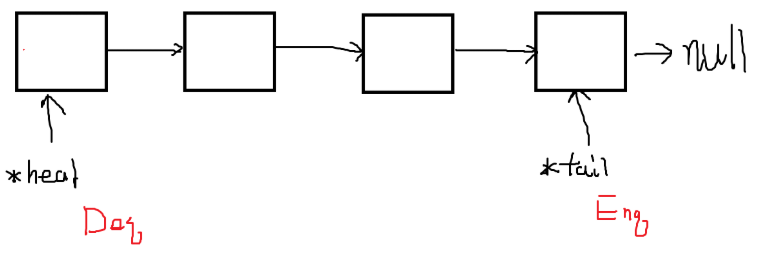 null
*head
*tail
Deq
Enq